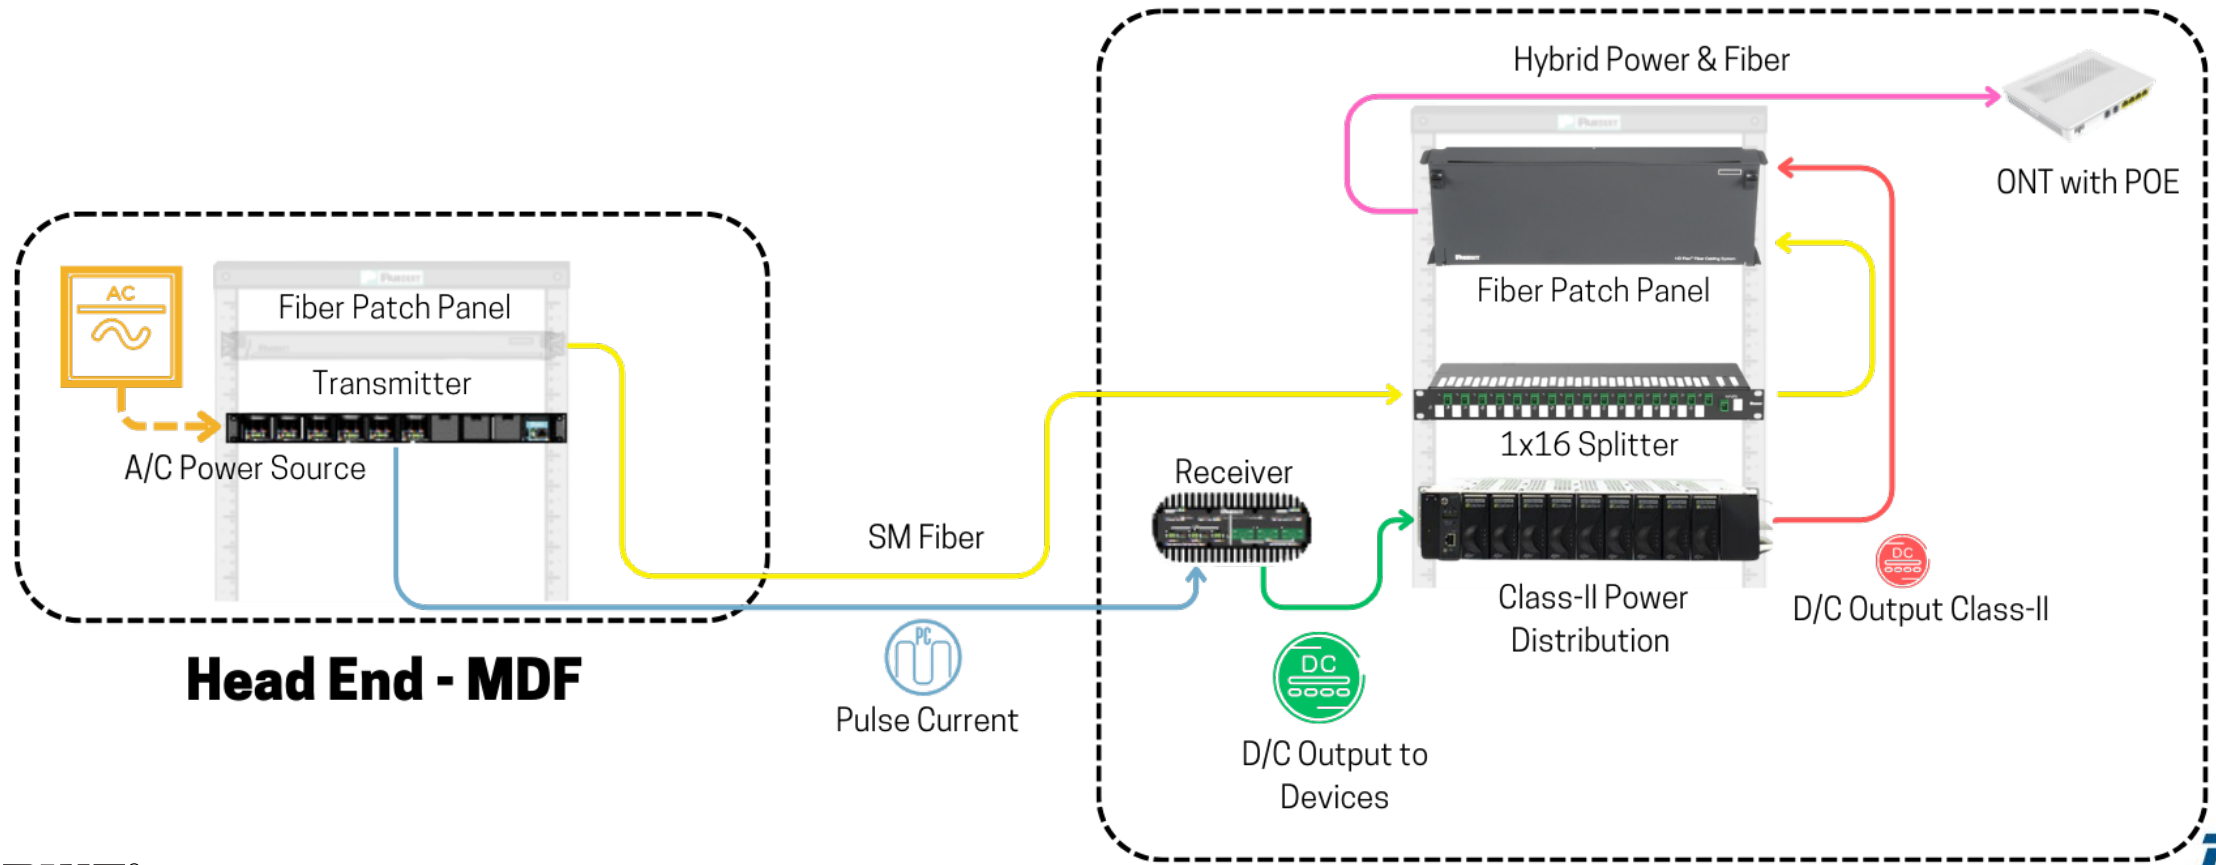 Hybrid Power & Fiber
PANDUIT
ONT with POE
AC
PANDUIT
Fiber Patch Panel
Fiber Patch Panel
Transmitter
A/C Power Source
1x16 Splitter
Receiver
SM Fiber
DC
Class-II Power
Distribution
D/C Output Class-II
Head End - MDF
PC
Pulse Current
DC
D/C Output to
Devices